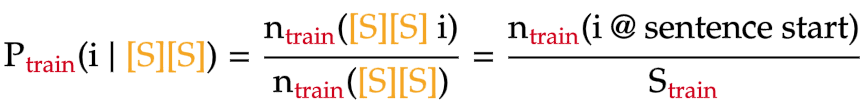 P_train(i | [S][S]) = n_train([S][S] i) / n_train([S][S]) = n_train(i @ sentence start) / S_train